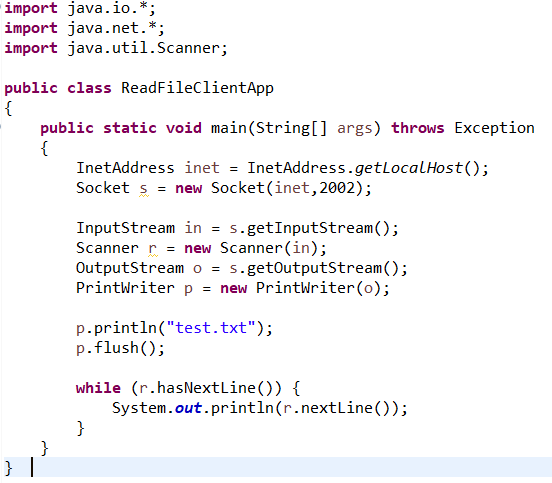 import java.io.*;
import java.net.*;
import java.util.Scanner;
public class ReadFileClientApp
{
    public static void main(String[] args) throws Exception
    {
        InetAddress inet = InetAddress.getLocalHost();
        Socket s = new Socket(inet,2002);
        InputStream in = s.getInputStream();
        Scanner r = new Scanner(in);
        OutputStream o = s.getOutputStream();
        PrintWriter p = new PrintWriter(o);
        p.println("test.txt");
        p.flush();
        while (r.hasNextLine()) {
            System.out.println(r.nextLine());
        }
    }
}